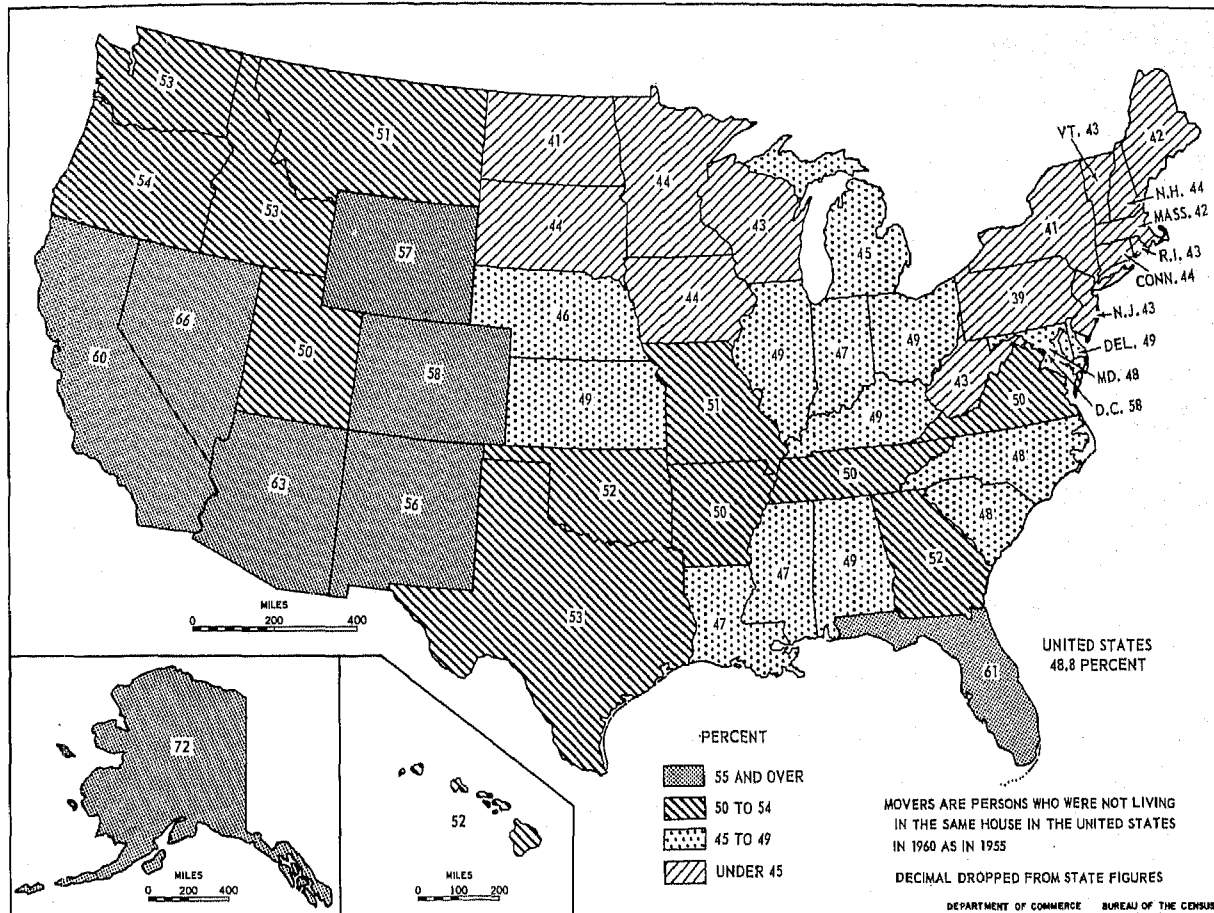 53
51
54
53
57
60
66
50
58
63
56
41
44
44
46
49
52
53
44
43
44
51
50
47
45
49
47
49
49
50
47
49
52
61
48
48
50
43
39
41
42
VT. 43
N.H. 44
MASS. 42
R.I. 43
CONN. 44
N.J. 43
DEL. 49
MD. 48
D.C. 58
MILES
0 200 400
UNITED STATES
48.8 PERCENT
72
MILES
0 200 400
52
MILES
0 100 200
PERCENT
55 AND OVER
50 TO 54
45 TO 49
UNDER 45
MOVERS ARE PERSONS WHO WERE NOT LIVING
IN THE SAME HOUSE IN THE UNITED STATES
IN 1960 AS IN 1955
DECIMAL DROPPED FROM STATE FIGURES
DEPARTMENT OF COMMERCE BUREAU OF THE CENSUS